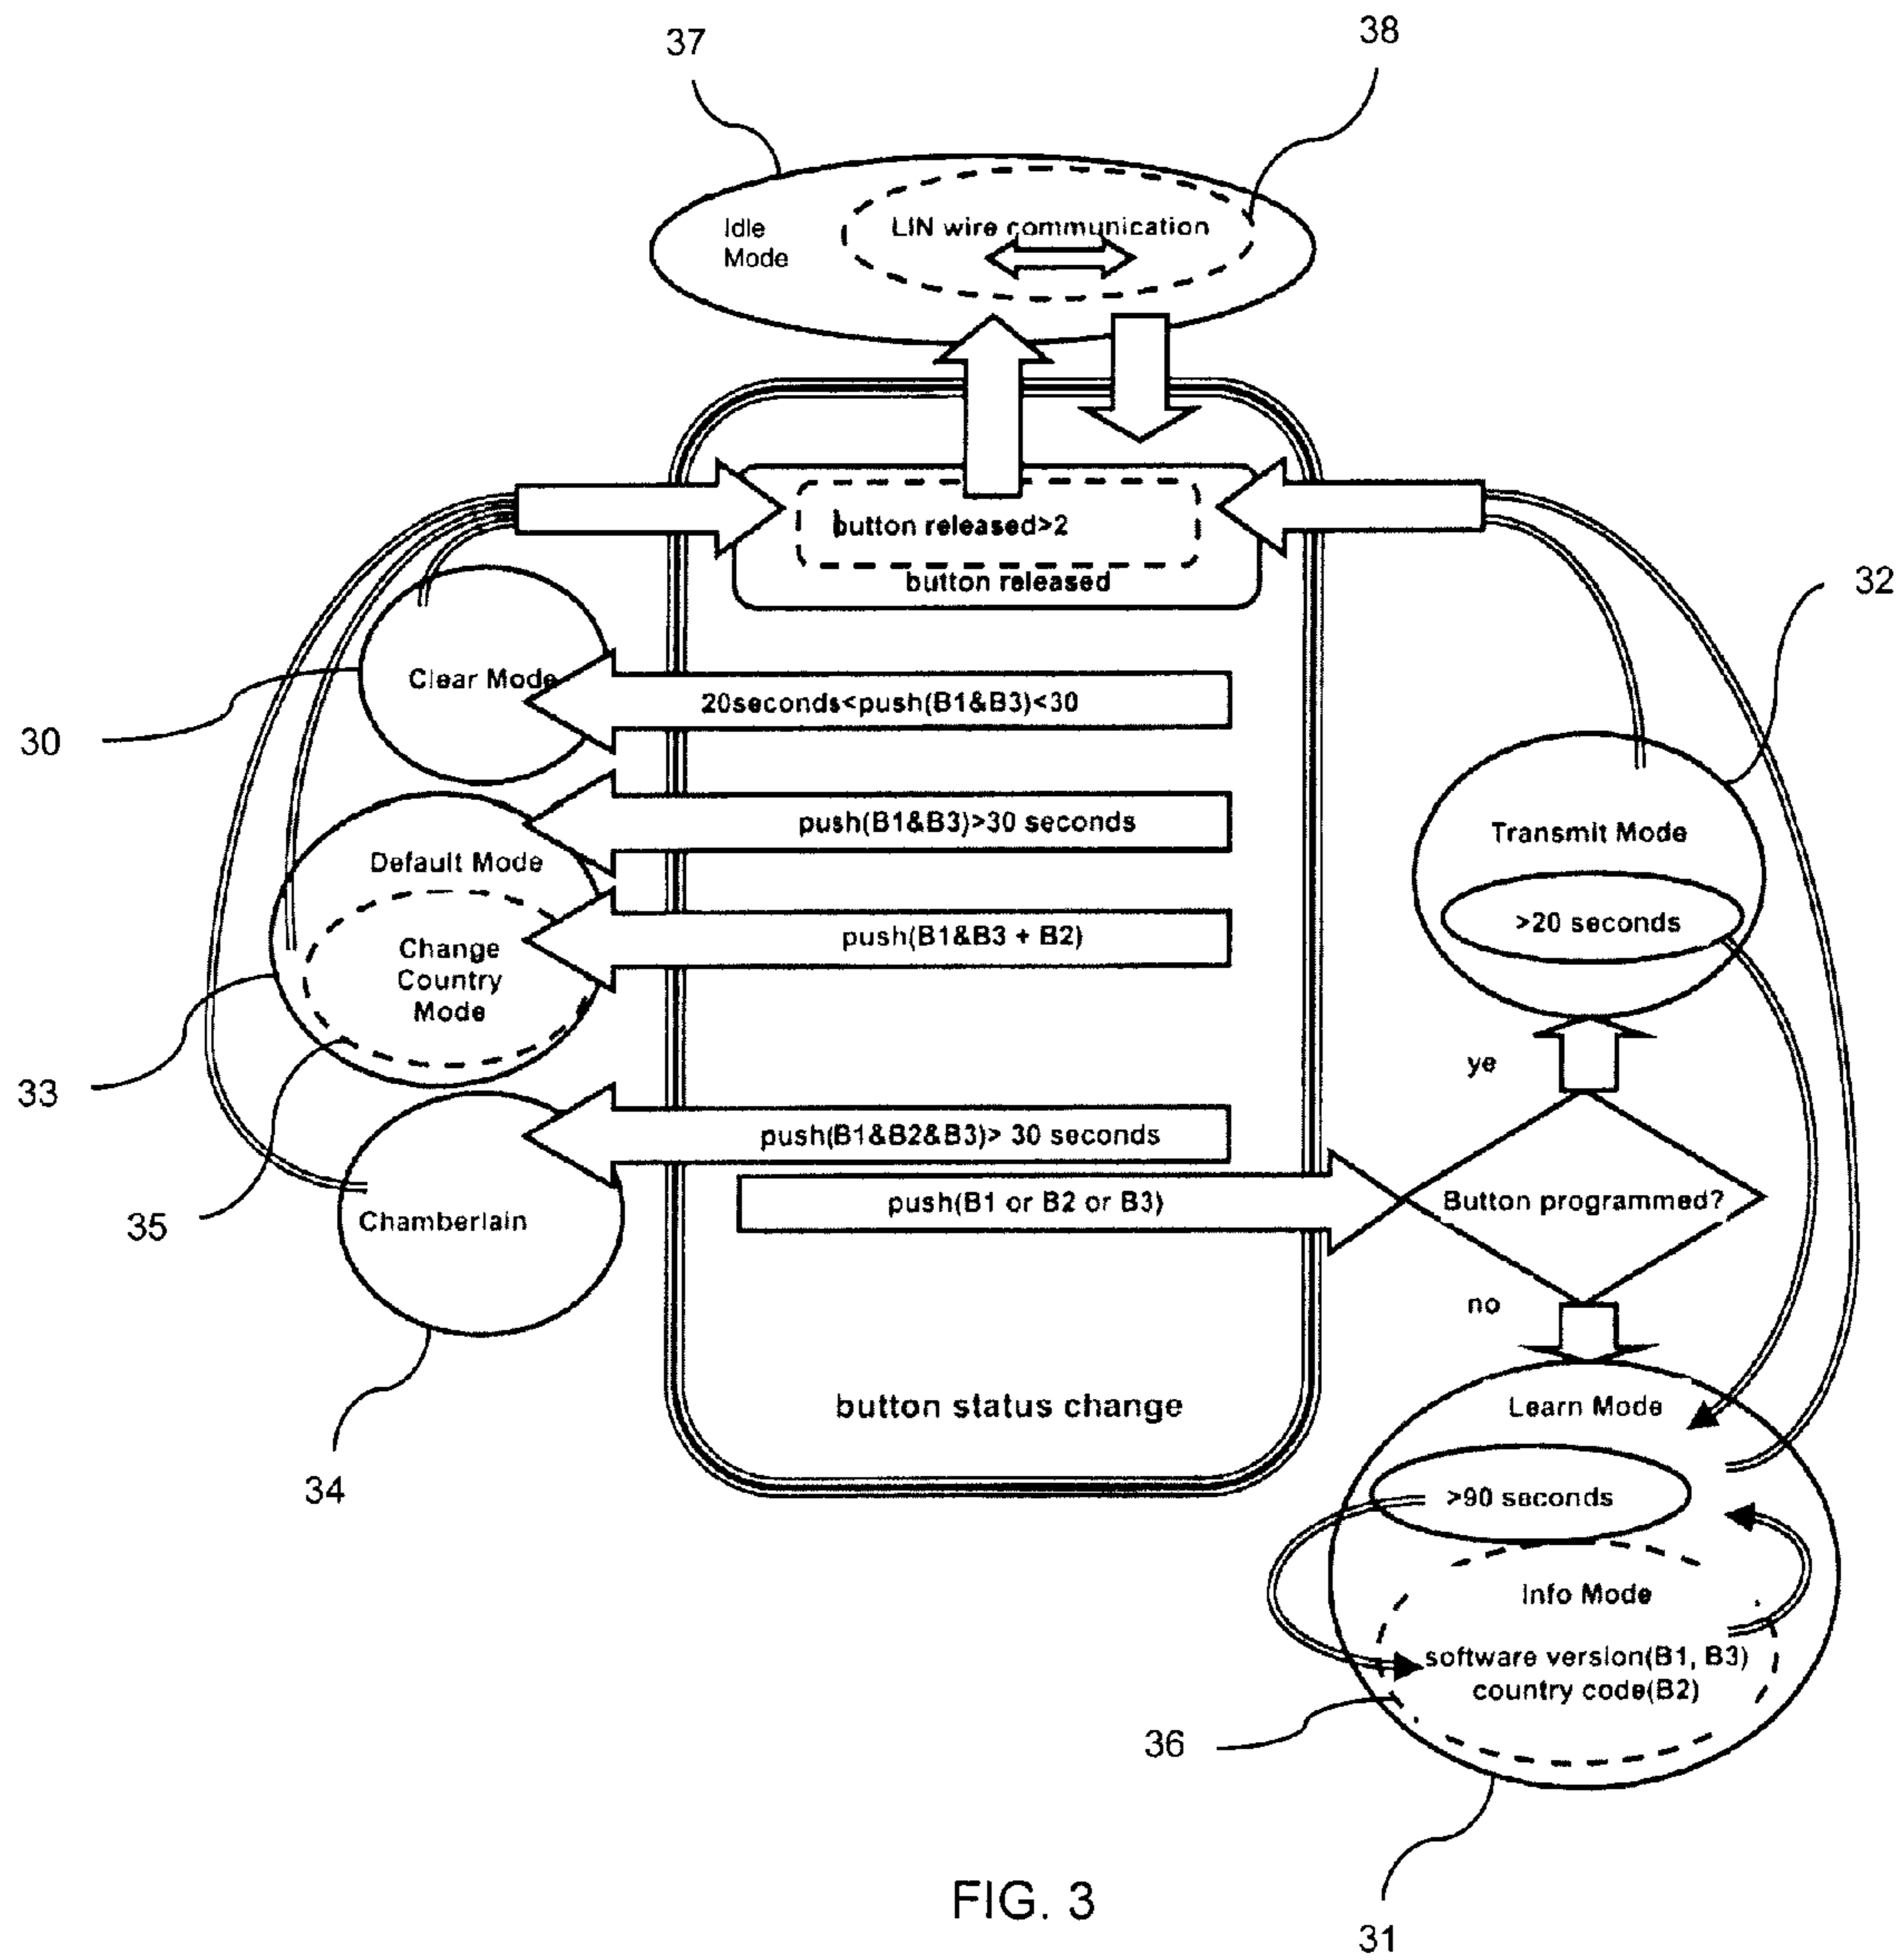 37
38
Idle
Mode
LIN wire communication
button released>2
button released
32
Clear Mode
20seconds<push(B1&B3)<30
30
push(B1&B3)>30 seconds
Transmit Mode
Default Mode
>20 seconds
push(B1&B3 + B2)
Change
Country
Mode
ye
33
push(B1&B2&B3)> 30 seconds
35
Chamberlain
push(B1 or B2 or B3)
Button programmed?
no
button status change
Learn Mode
34
>90 seconds
Info Mode
software version(B1, B3)
country code(B2)
36
FIG. 3
31